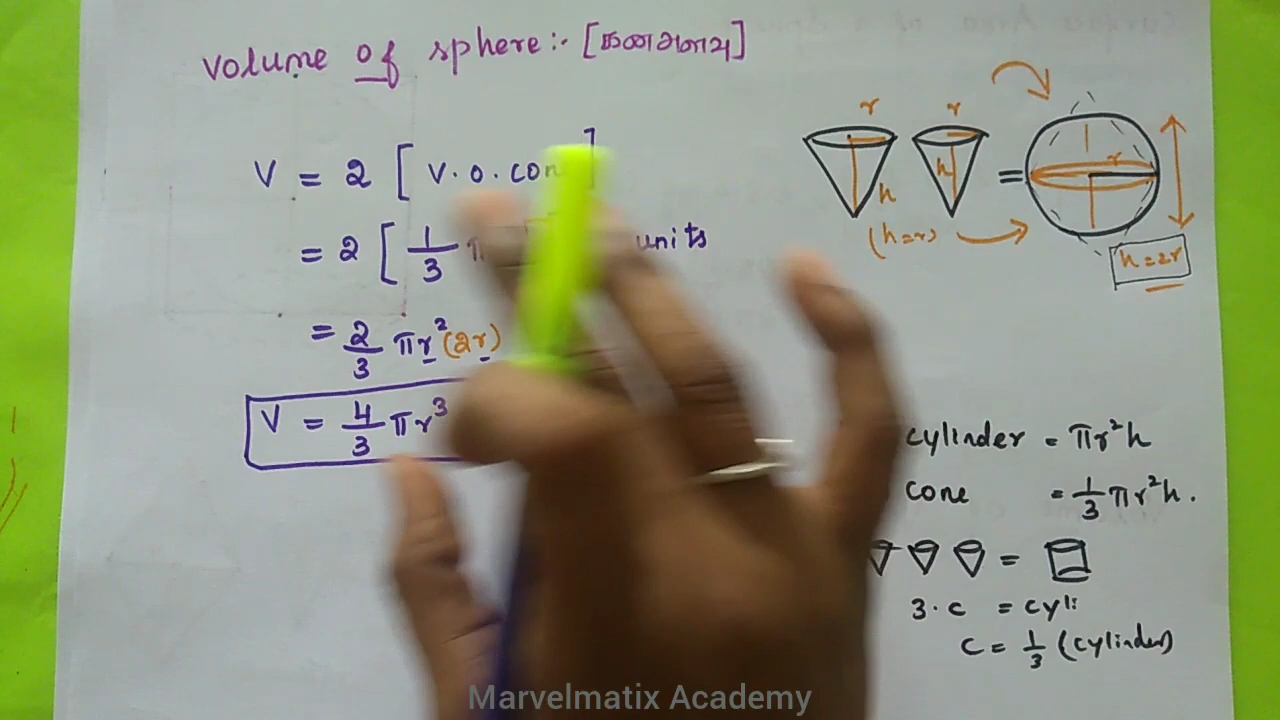 volume of sphere:- [கனஅளவு]
V = 2 [ V.O.con ]
= 2 [ 1/3 π units
= 2/3 πr²(2r)
V = 4/3 πr³
r r
h h r
(h=r) =
h=2r
cylinder = πr²h
cone = 1/3 πr²h.
=
3.c = cyli
c = 1/3 (cylinder)
Marvelmatix Academy